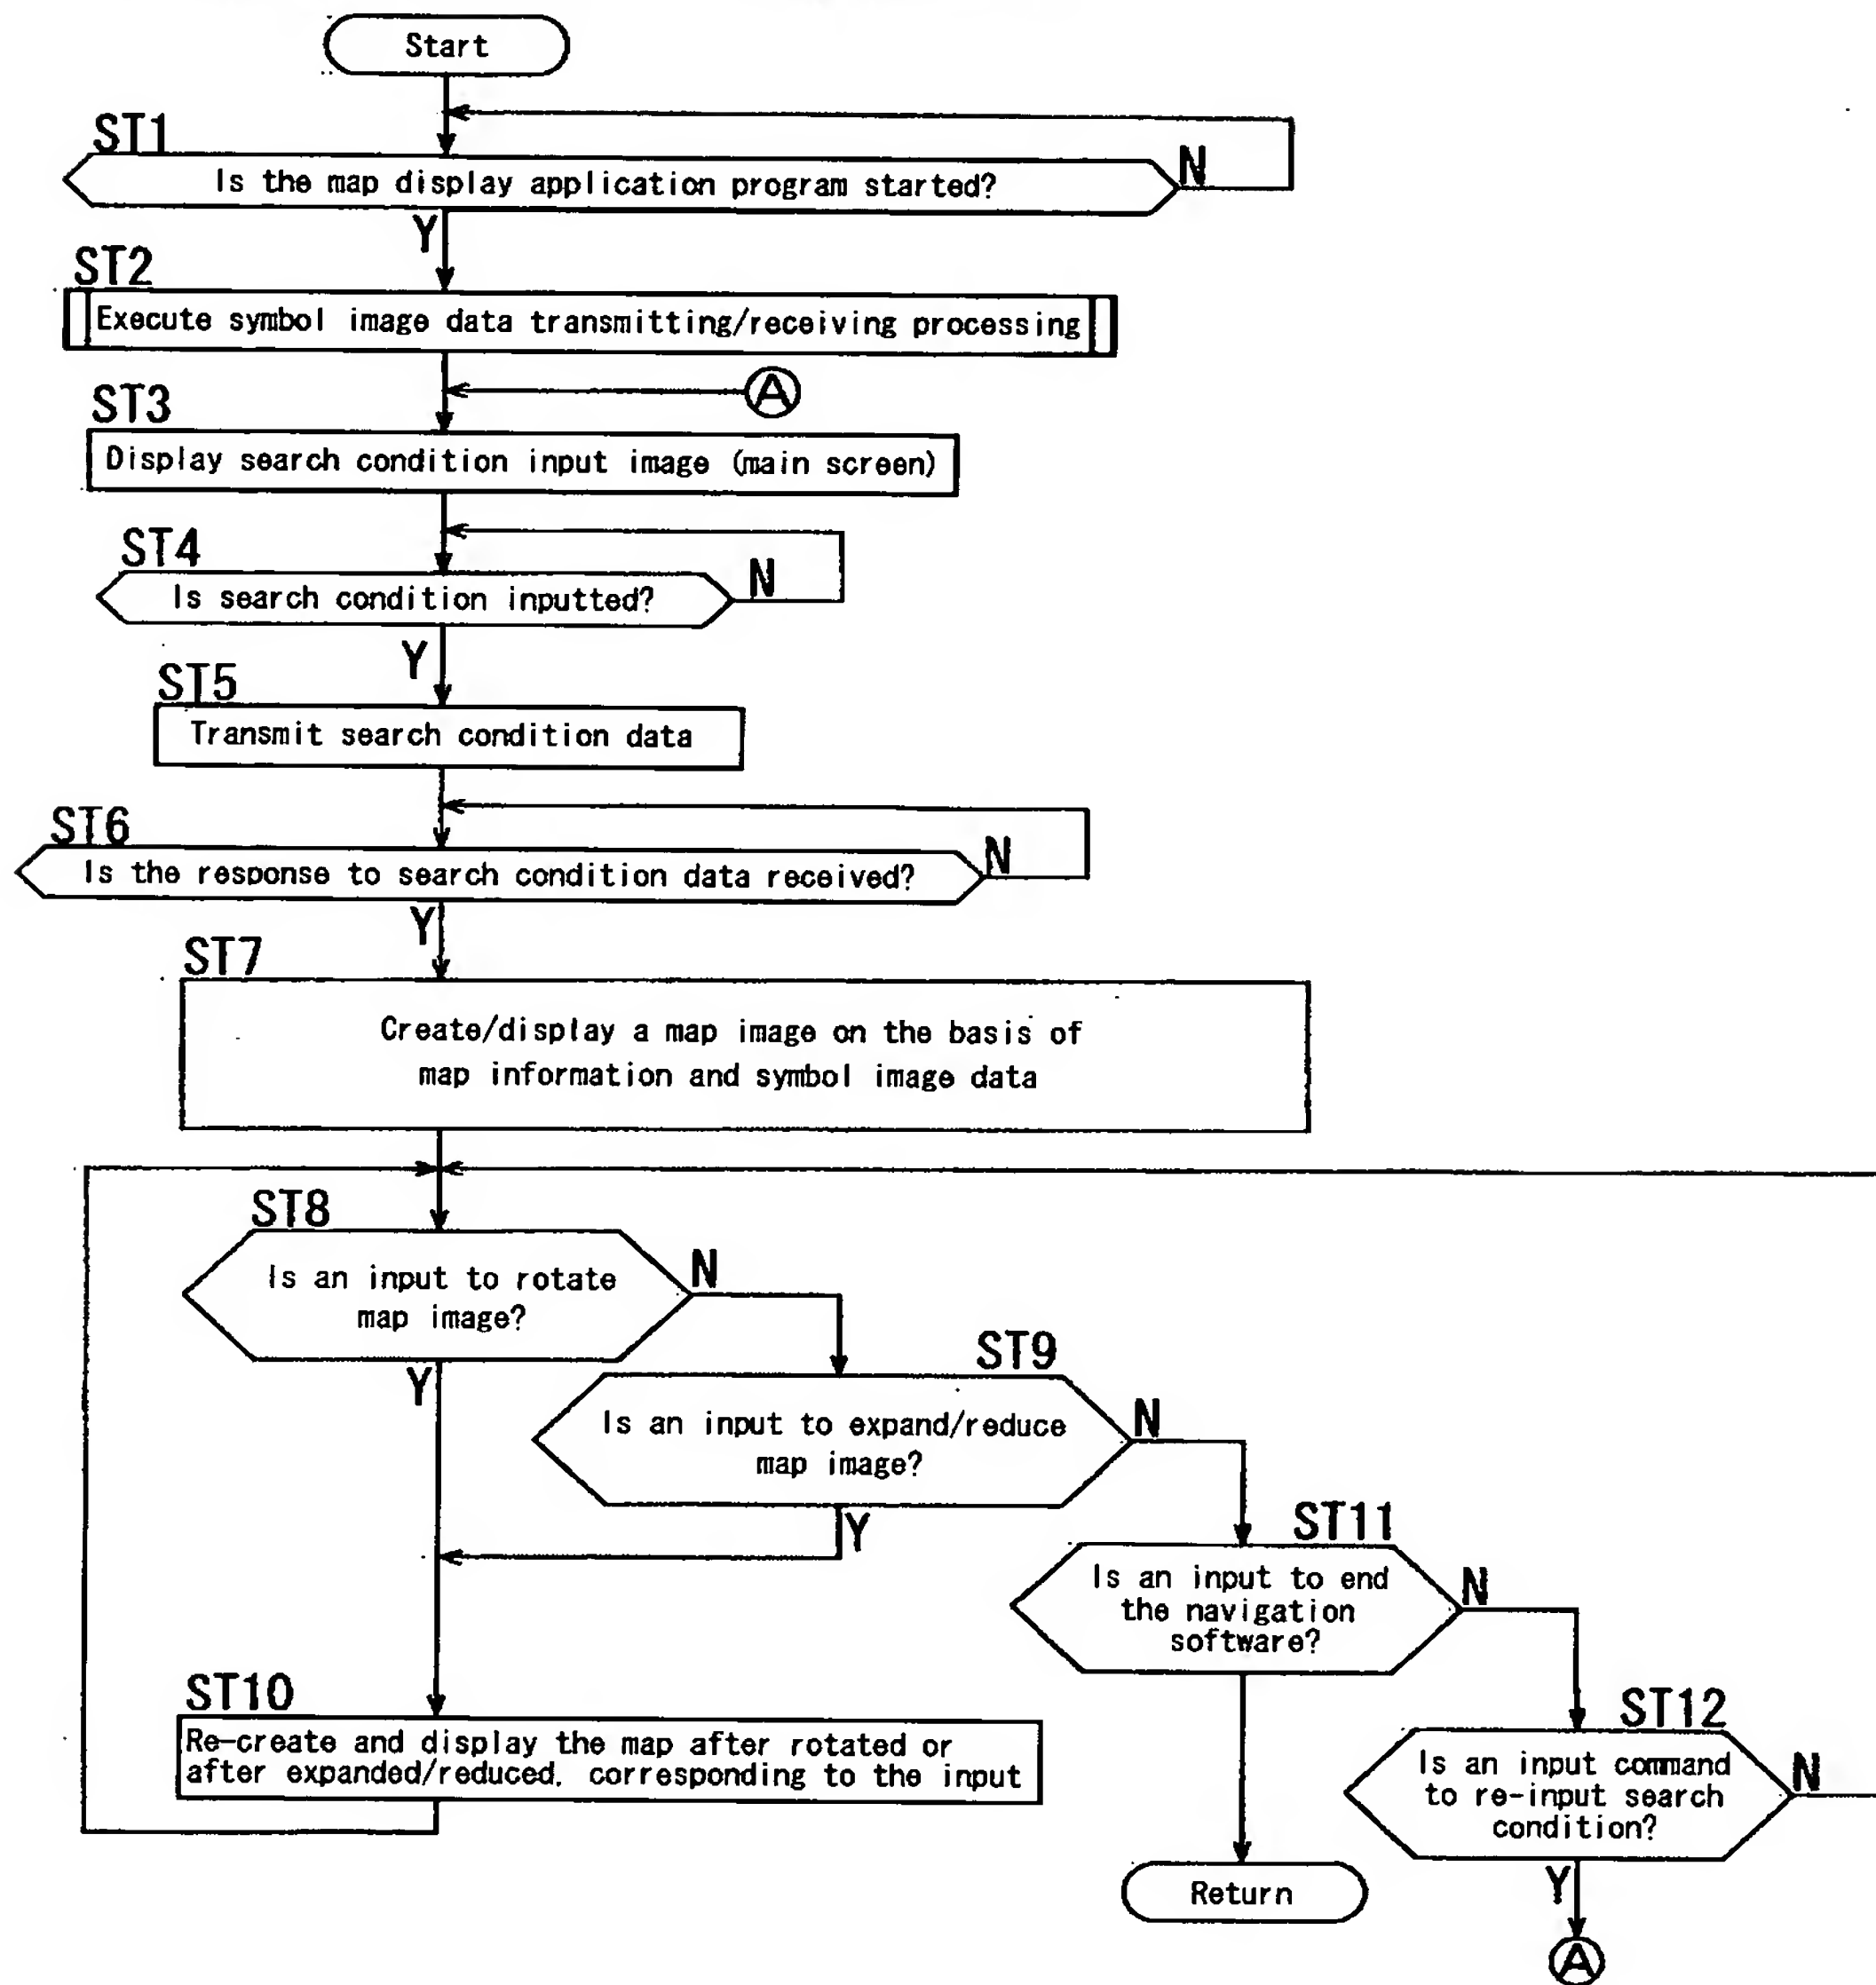 Start
ST1
Is the map display application program started?
N
Y
ST2
Execute symbol image data transmitting/receiving processing
A
ST3
Display search condition input image (main screen)
ST4
Is search condition inputted?
N
Y
ST5
Transmit search condition data
ST6
Is the response to search condition data received?
N
Y
ST7
Create/display a map image on the basis of
map information and symbol image data
ST8
Is an input to rotate
map image?
N
Y
ST9
Is an input to expand/reduce
map image?
N
Y
ST11
Is an input to end
the navigation
software?
N
ST10
Re-create and display the map after rotated or
after expanded/reduced, corresponding to the input
ST12
Is an input command
to re-input search
condition?
N
Return
Y
A